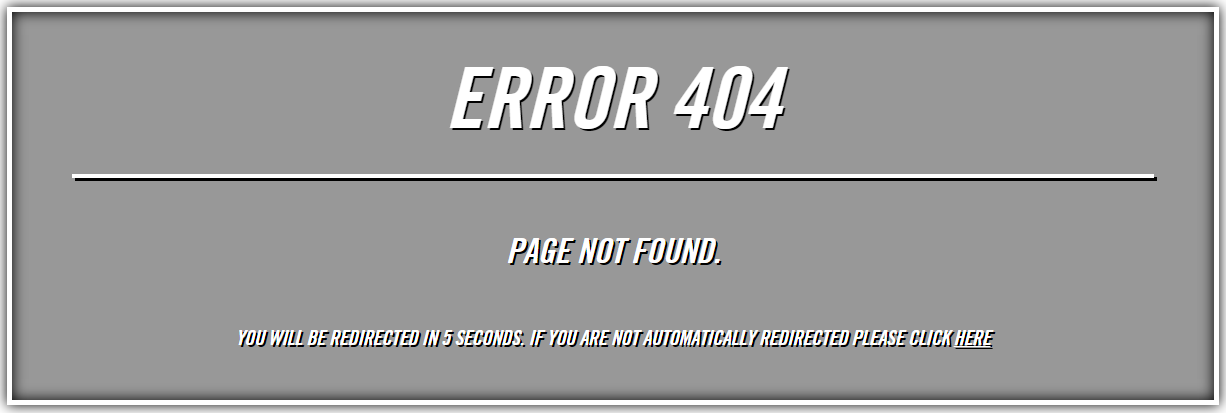 ERROR 404
PAGE NOT FOUND.
YOU WILL BE REDIRECTED IN 5 SECONDS. IF YOU ARE NOT AUTOMATICALLY REDIRECTED PLEASE CLICK HERE